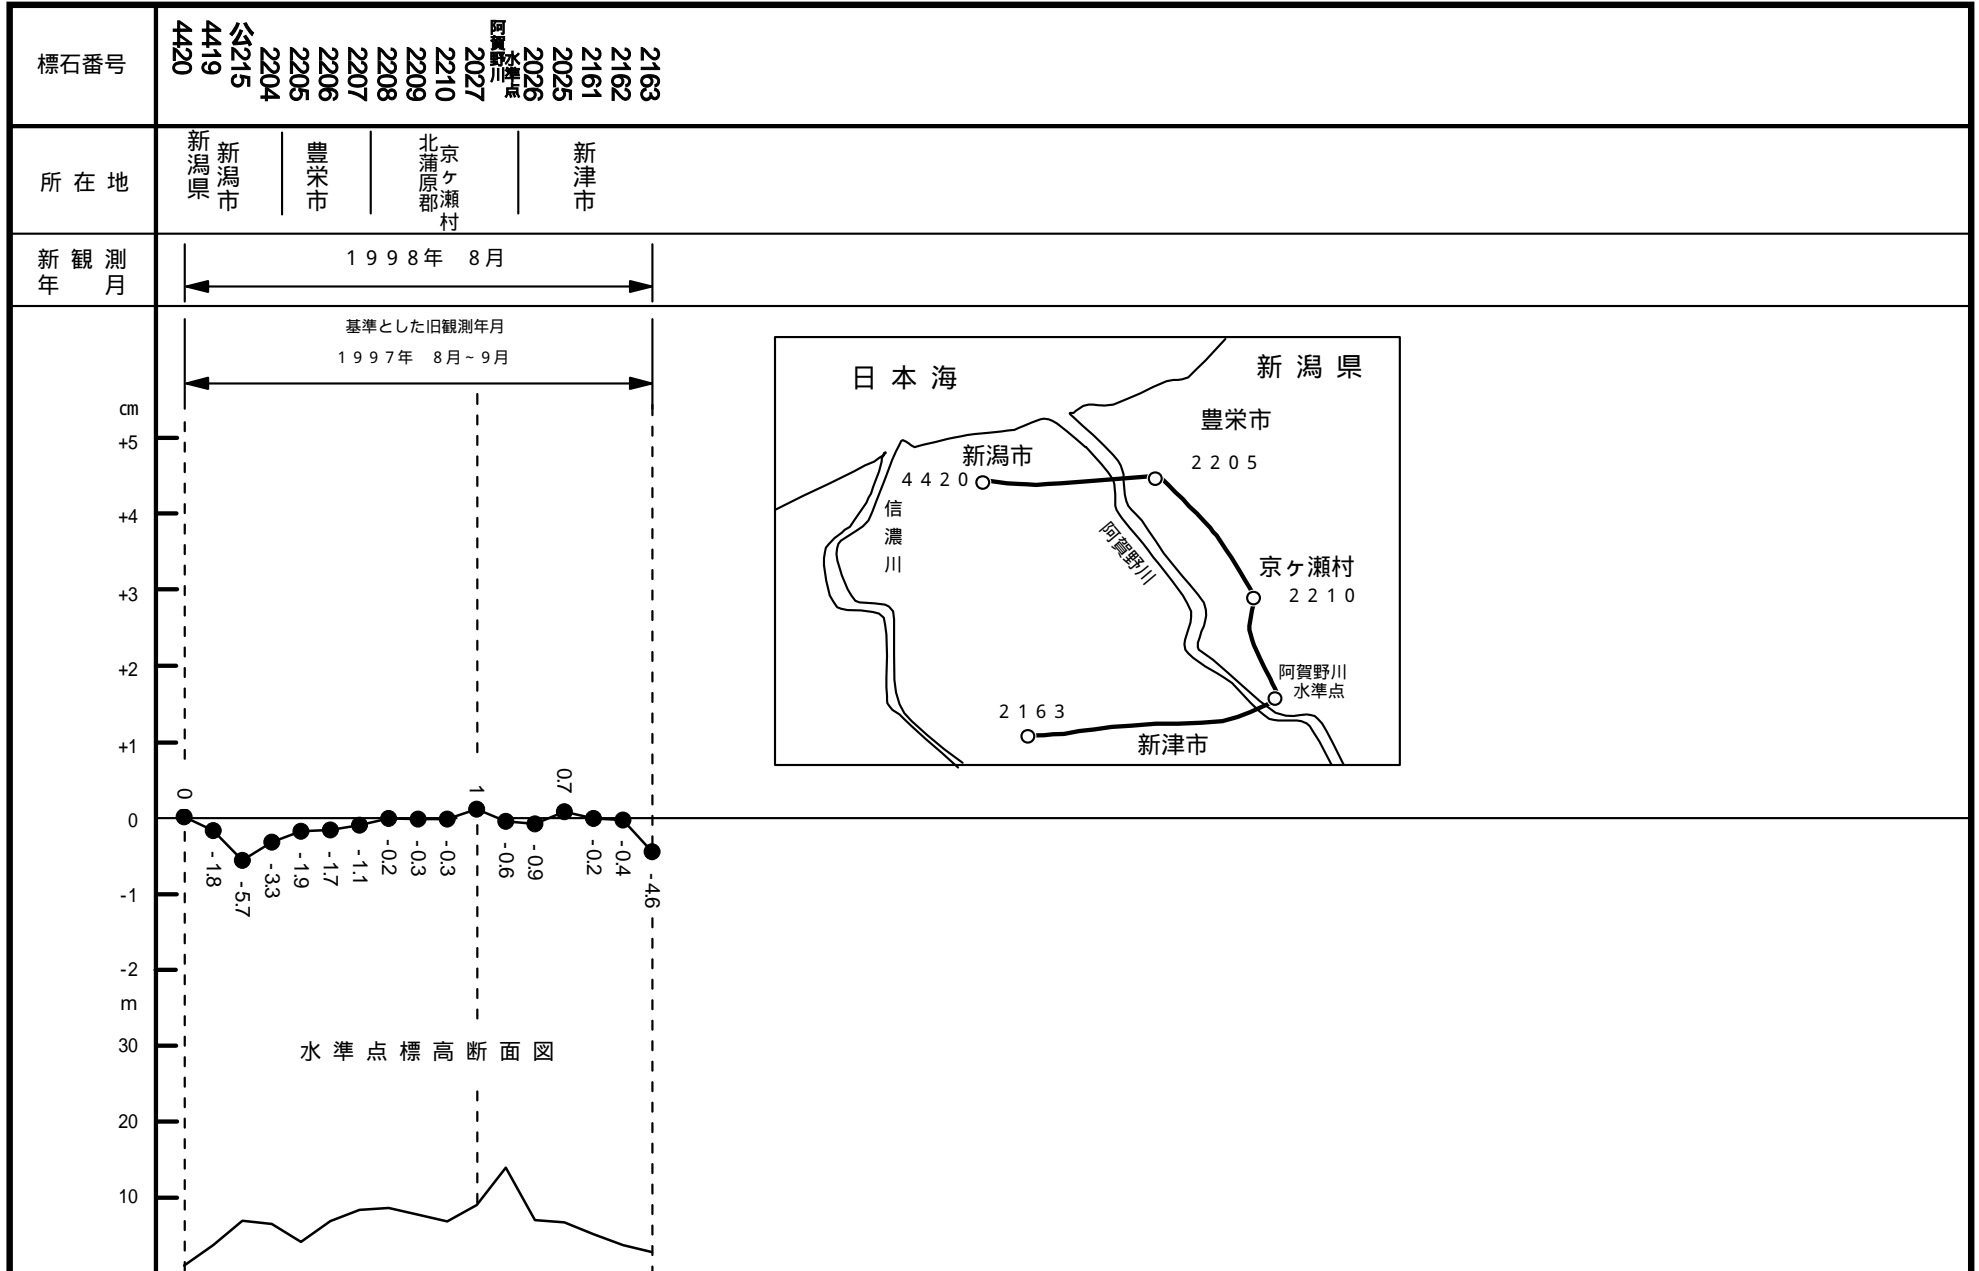 標石番号
4420
4419
公215
2204
2205
2206
2207
2208
2209
2210
2027
阿賀野川
水準点
2026
2025
2161
2162
2163
所在地
新潟県
新潟市
豊栄市
北蒲原郡
京ヶ瀬村
新津市
新観測
年月
1998年 8月
基準とした旧観測年月
1997年 8月~9月
cm
+5
+4
+3
+2
+1
0
-1
-2
m
30
20
10
0
-1.8
-5.7
-3.3
-1.9
-1.7
-1.1
-0.2
-0.3
-0.3
1
-0.6
-0.9
0.7
-0.2
-0.4
-4.6
水準点標高断面図
日本海
新潟県
豊栄市
2205
新潟市
4420
信濃川
阿賀野川
京ヶ瀬村
2210
阿賀野川
水準点
2163
新津市